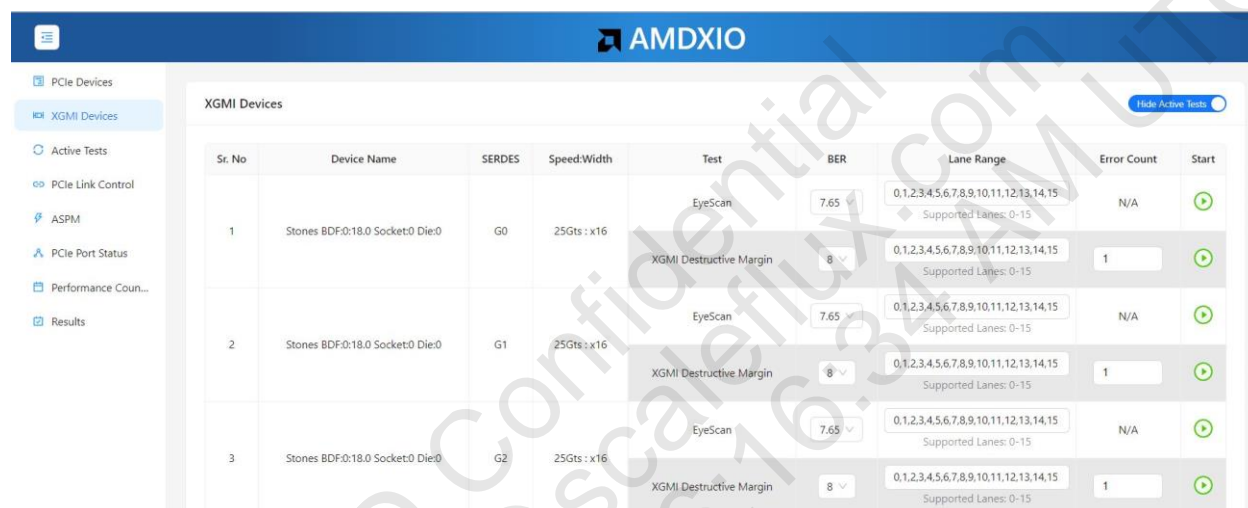 AMDXIO
PCIe Devices
XGMI Devices
Active Tests
PCIe Link Control
ASPM
PCIe Port Status
Performance Coun...
Results
XGMI Devices
Hide Active Tests
Sr. No Device Name SERDES Speed:Width Test BER Lane Range Error Count Start
1 Stones BDF:0:18.0 Socket:0 Die:0 G0 25Gts : x16
EyeScan 7.65 0,1,2,3,4,5,6,7,8,9,10,11,12,13,14,15 N/A
Supported Lanes: 0-15
XGMI Destructive Margin 8 0,1,2,3,4,5,6,7,8,9,10,11,12,13,14,15 1
Supported Lanes: 0-15
2 Stones BDF:0:18.0 Socket:0 Die:0 G1 25Gts : x16
EyeScan 7.65 0,1,2,3,4,5,6,7,8,9,10,11,12,13,14,15 N/A
Supported Lanes: 0-15
XGMI Destructive Margin 8 0,1,2,3,4,5,6,7,8,9,10,11,12,13,14,15 1
Supported Lanes: 0-15
3 Stones BDF:0:18.0 Socket:0 Die:0 G2 25Gts : x16
EyeScan 7.65 0,1,2,3,4,5,6,7,8,9,10,11,12,13,14,15 N/A
Supported Lanes: 0-15
XGMI Destructive Margin 8 0,1,2,3,4,5,6,7,8,9,10,11,12,13,14,15 1
Supported Lanes: 0-15
Confidential
scaleflux.com
16:34 AM UTC